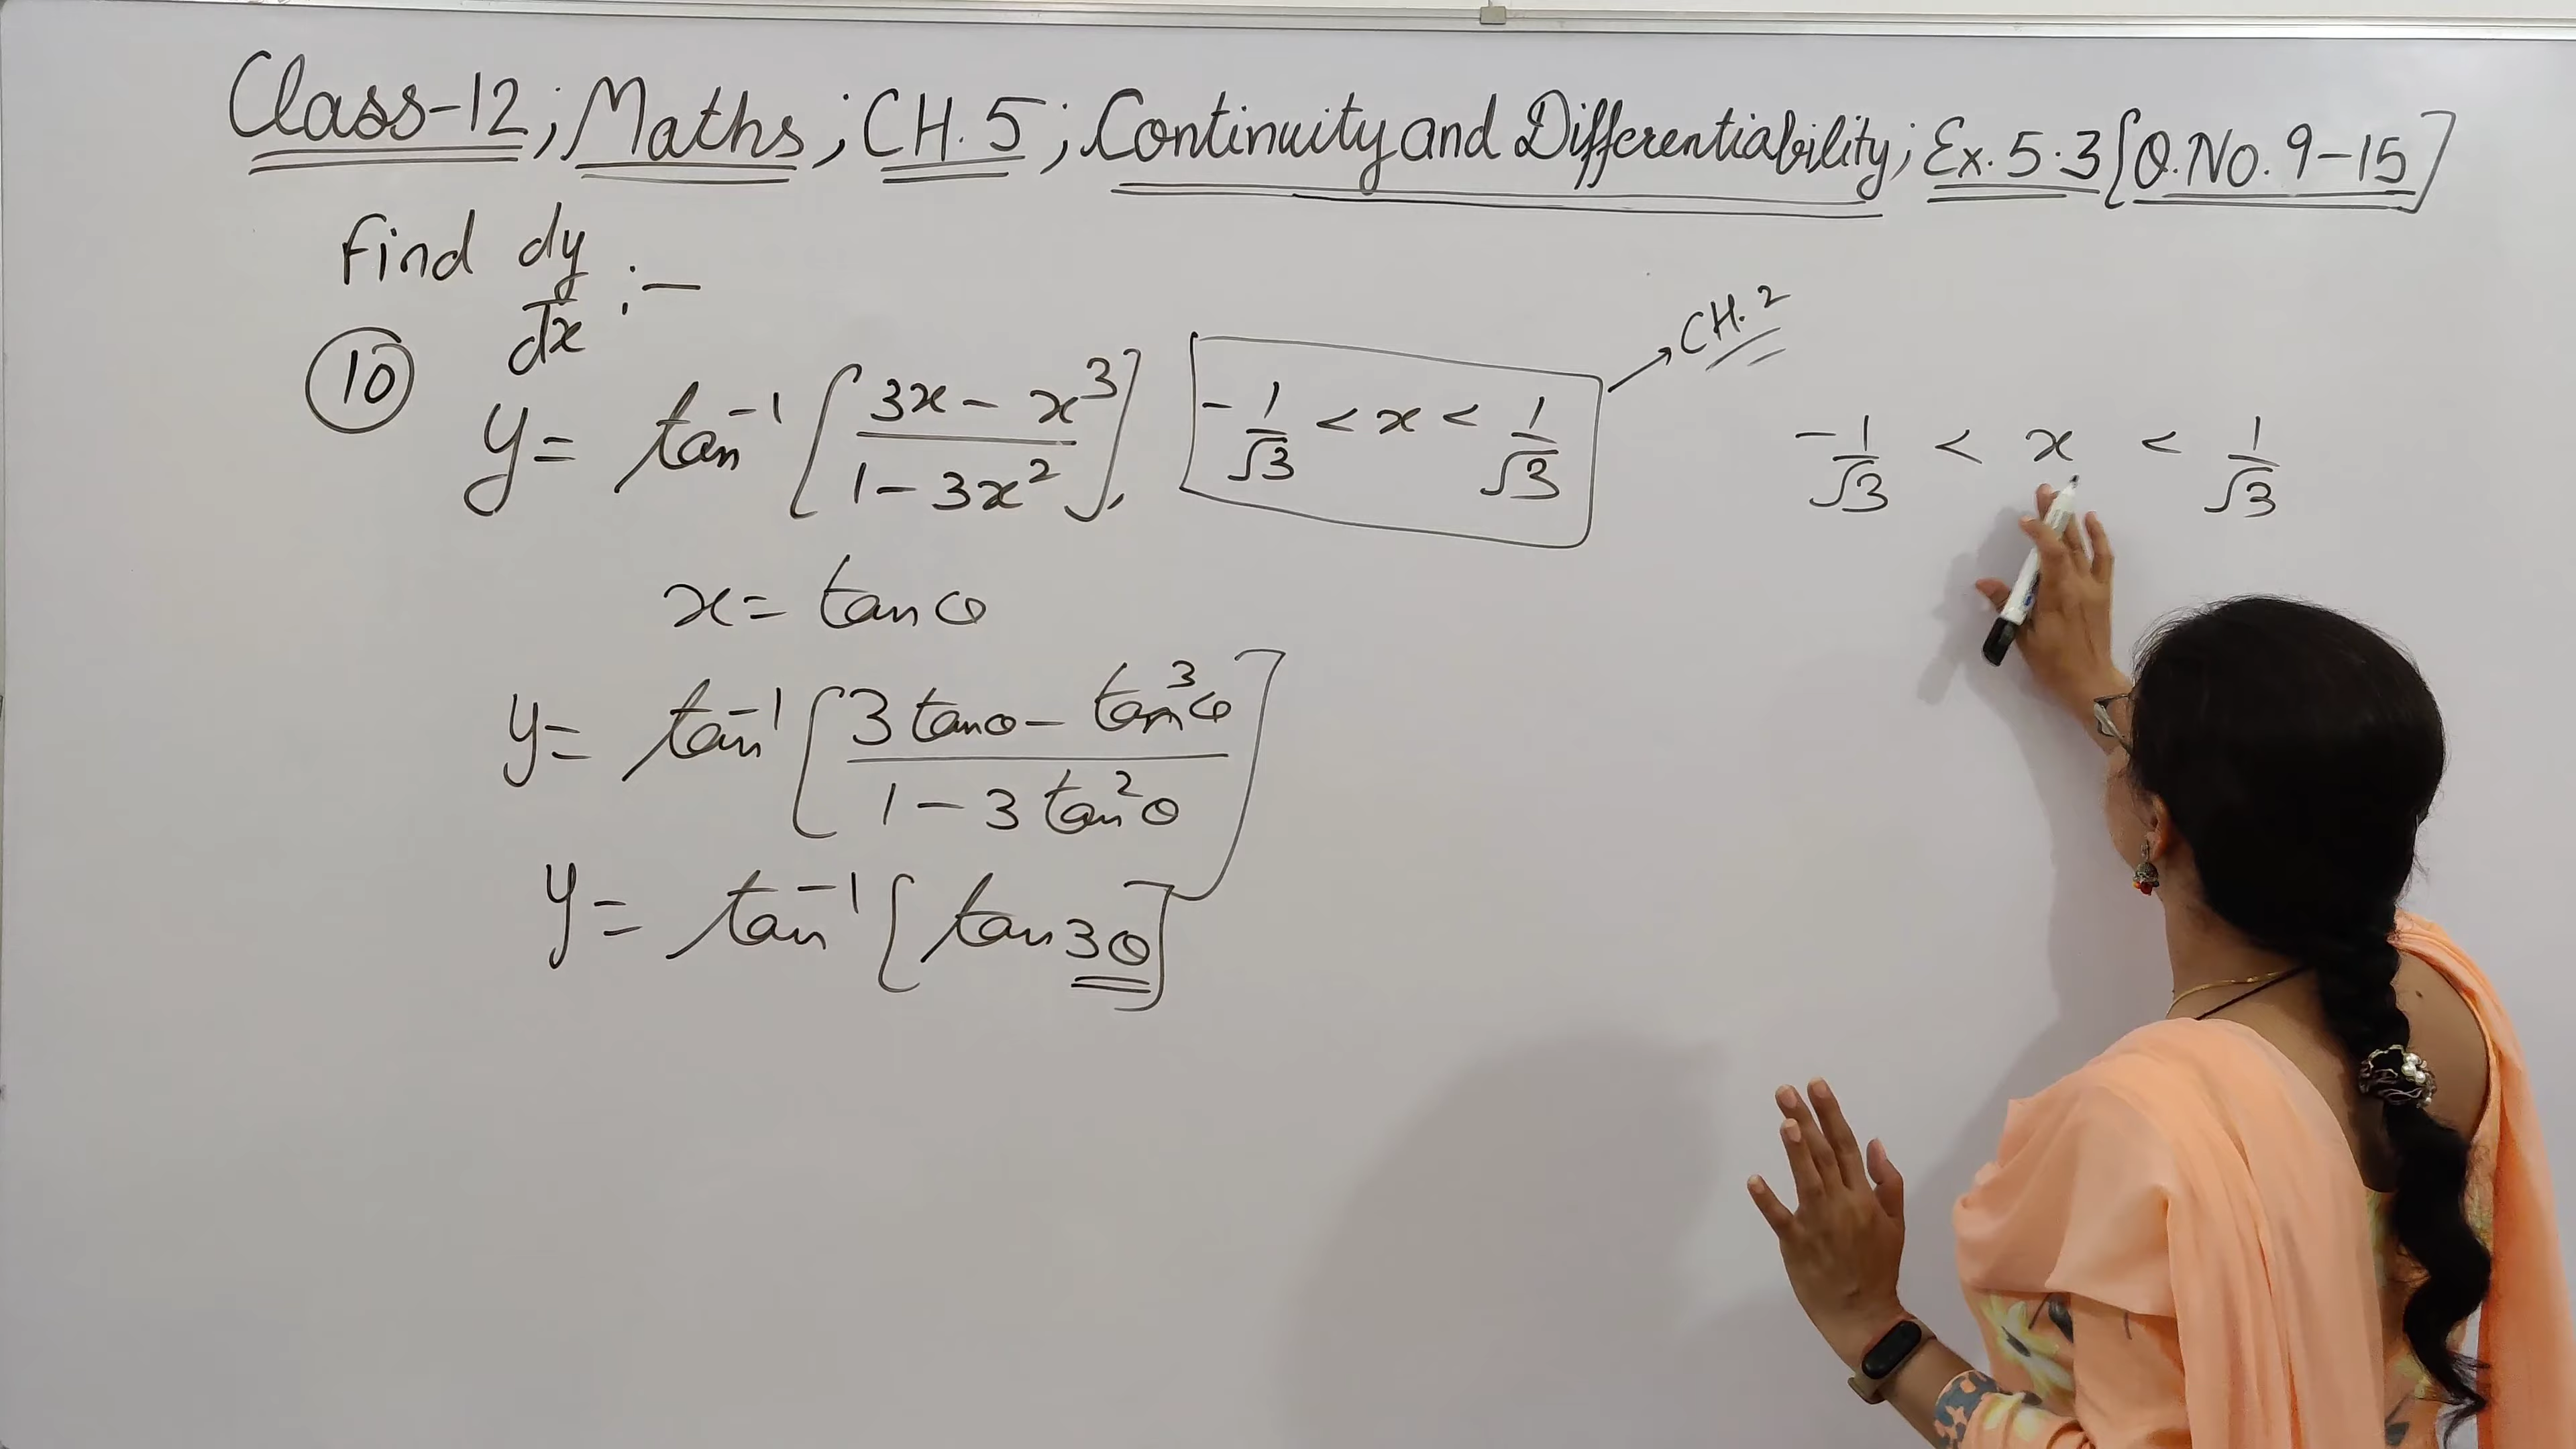 Class-12; Maths; CH. 5; Continuity and Differentiability; Ex. 5.3 [Q.No. 9-15]
Find dy/dx :-
CH. 2
(10) y = tan⁻¹ [ (3x - x³) / (1 - 3x²) ], -1/√3 < x < 1/√3
-1/√3 < x < 1/√3
x = tan θ
y = tan⁻¹ [ (3 tan θ - tan³ θ) / (1 - 3 tan² θ) ]
y = tan⁻¹ [ tan 3θ ]